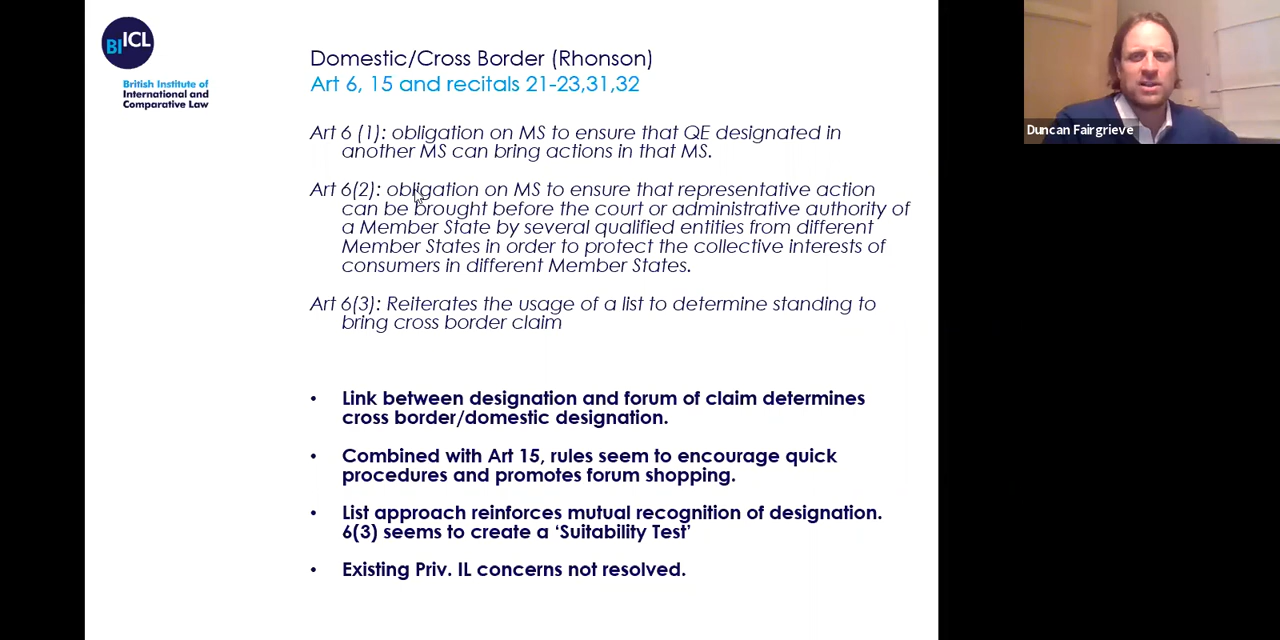 BIICL
British Institute of
International and
Comparative Law
Domestic/Cross Border (Rhonson)
Art 6, 15 and recitals 21-23,31,32
Art 6 (1): obligation on MS to ensure that QE designated in
another MS can bring actions in that MS.
Art 6(2): obligation on MS to ensure that representative action
can be brought before the court or administrative authority of
a Member State by several qualified entities from different
Member States in order to protect the collective interests of
consumers in different Member States.
Art 6(3): Reiterates the usage of a list to determine standing to
bring cross border claim
• Link between designation and forum of claim determines
cross border/domestic designation.
• Combined with Art 15, rules seem to encourage quick
procedures and promotes forum shopping.
• List approach reinforces mutual recognition of designation.
6(3) seems to create a ‘Suitability Test’
• Existing Priv. IL concerns not resolved.
Duncan Fairgrieve